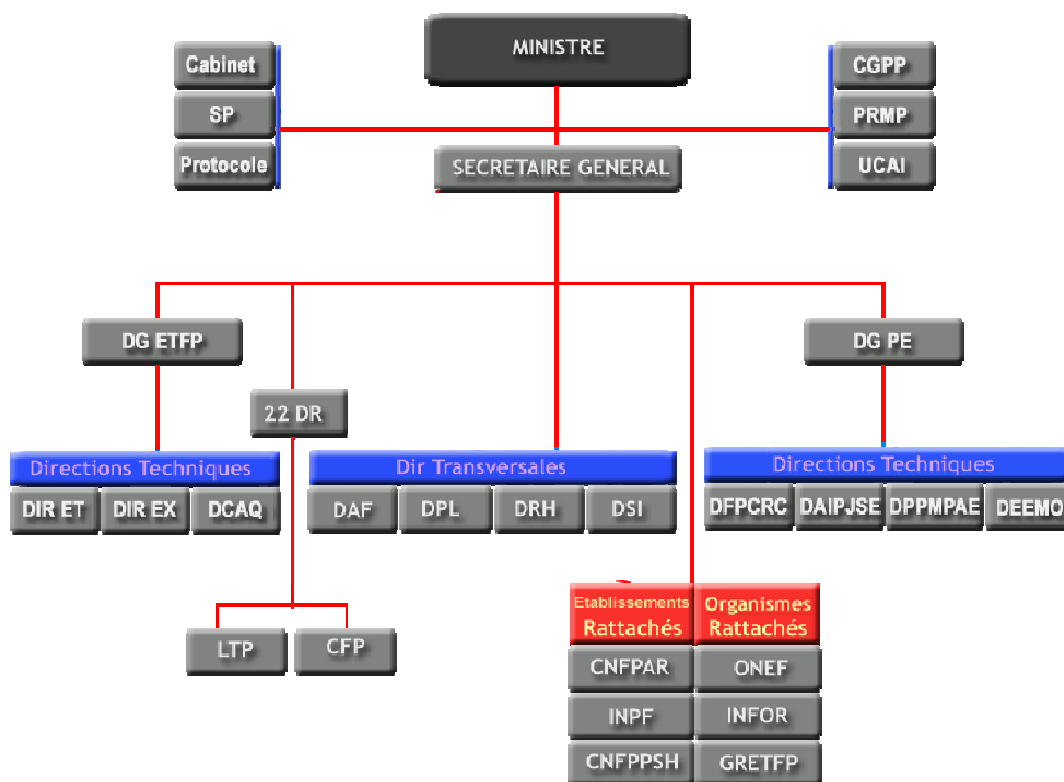 MINISTRE
Cabinet
SP
Protocole
CGPP
PRMP
UCAI
SECRETAIRE GENERAL
DG ETFP
DG PE
22 DR
Directions Techniques
DIR ET DIR EX DCAQ
Dir Transversales
DAF DPL DRH DSI
Directions Techniques
DFPCRC DAIPJSE DPPMPAE DEEMO
LTP CFP
Etablissements
Rattachés
CNFPAR
INPF
CNFPPSH
Organismes
Rattachés
ONEF
INFOR
GRETFP